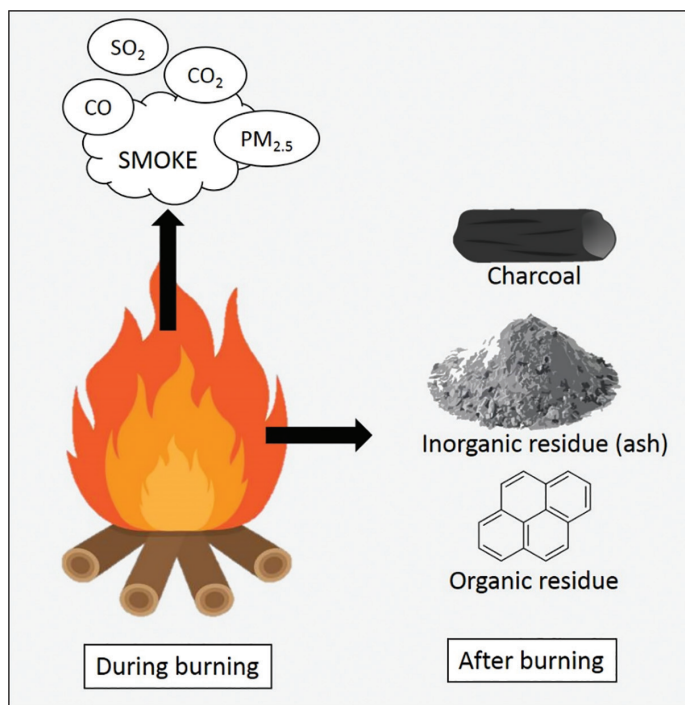 SO₂
CO₂
CO
PM₂.₅
SMOKE
Charcoal
Inorganic residue (ash)
Organic residue
During burning
After burning